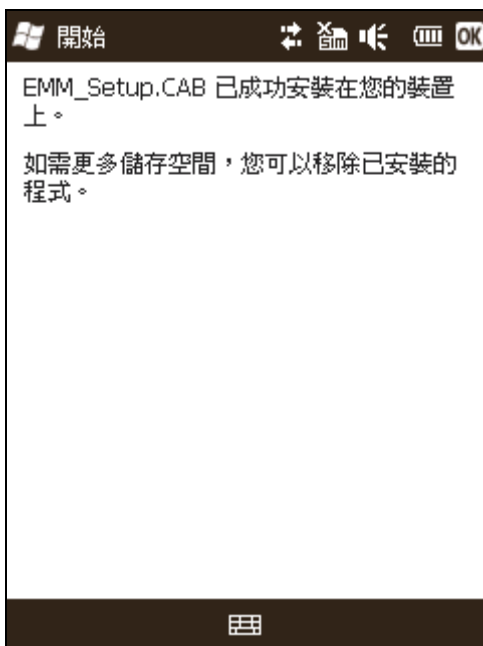 開始
Sim
OK
EMM_Setup.CAB 已成功安裝在您的裝置
上。
如需更多儲存空間，您可以移除已安裝的
程式。